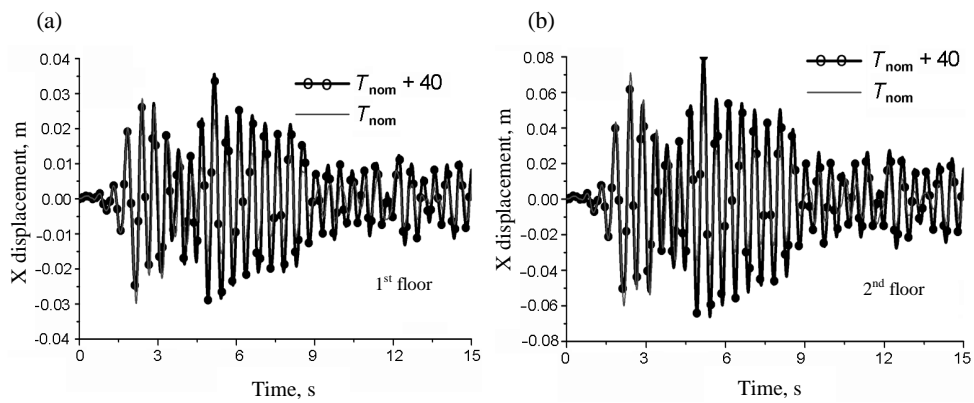 (a)
X displacement, m
0.04
0.03
0.02
0.01
0.00
-0.01
-0.02
-0.03
-0.04
T nom + 40
T nom
1st floor
0 3 6 9 12 15
Time, s
(b)
X displacement, m
0.08
0.06
0.04
0.02
0.00
-0.02
-0.04
-0.06
-0.08
T nom + 40
T nom
2nd floor
0 3 6 9 12 15
Time, s